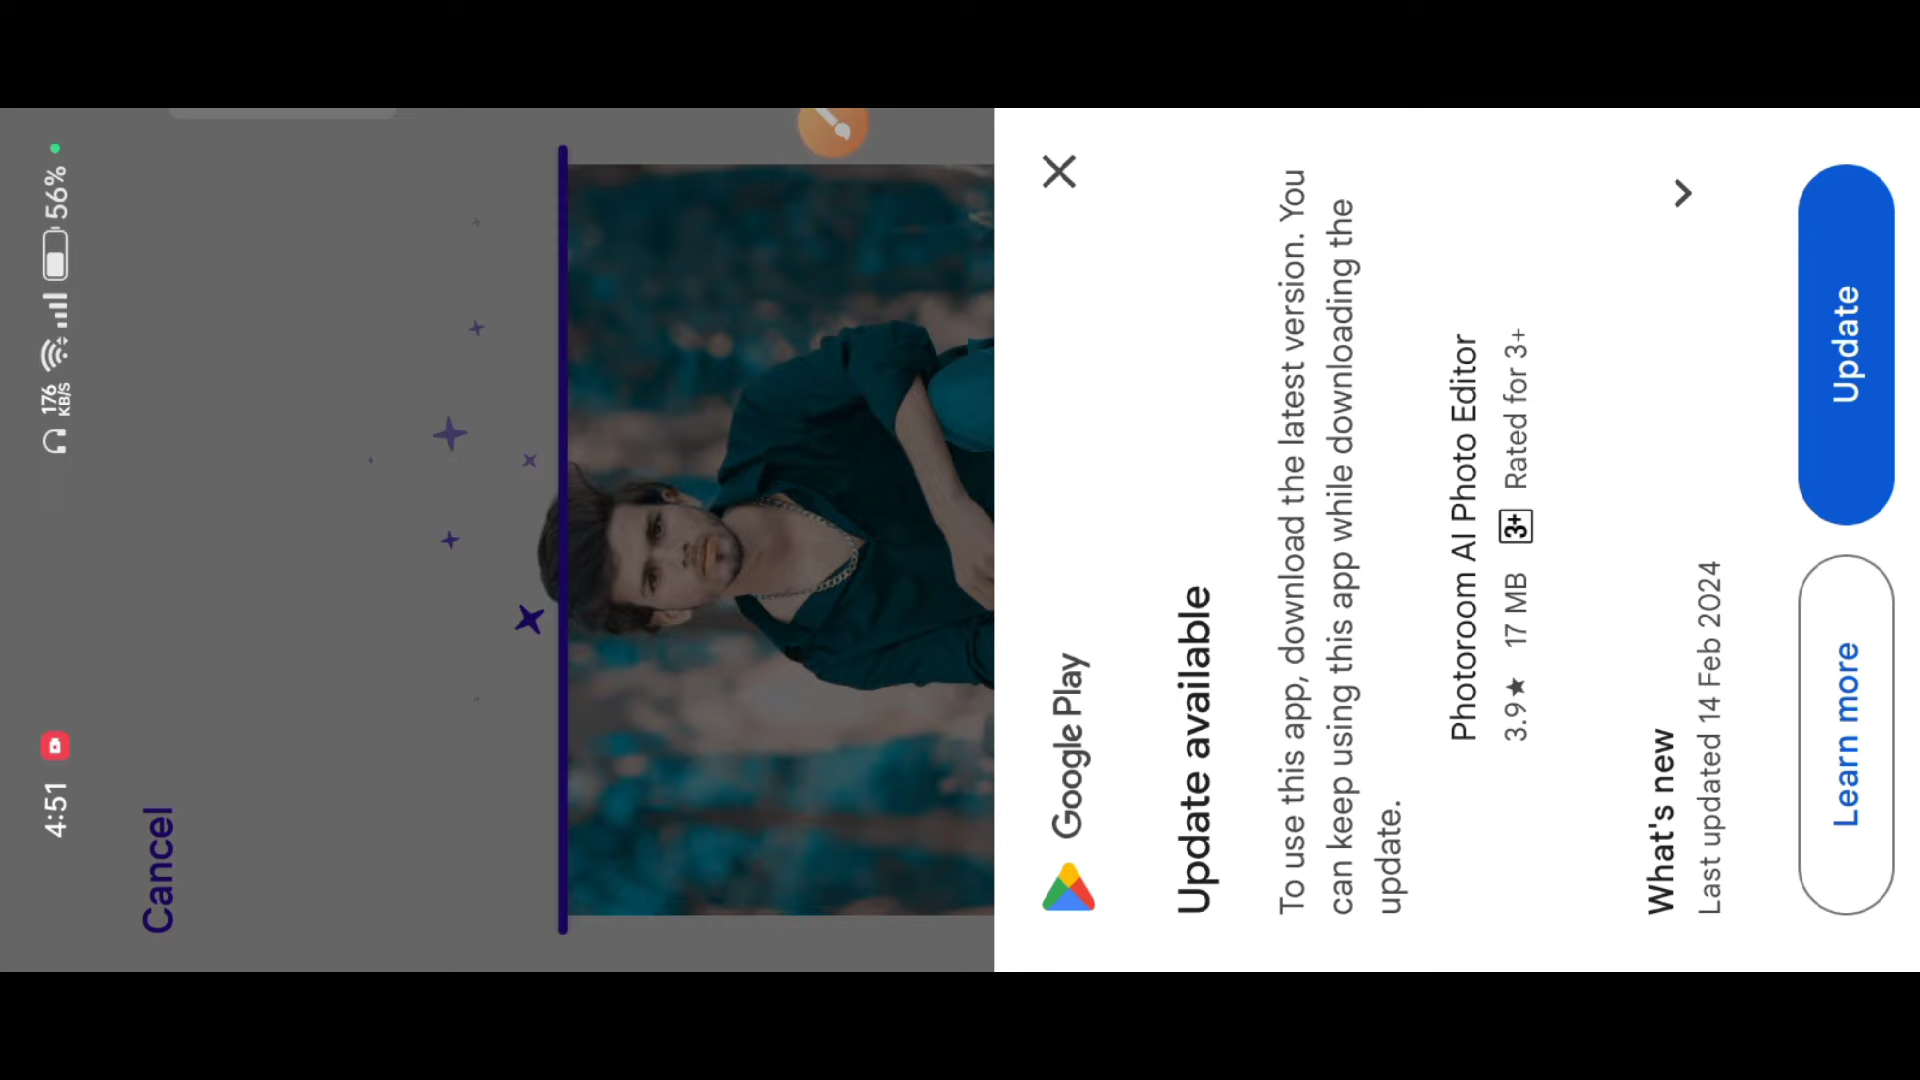 4:51
176 KB/s
56%
Cancel
Google Play
Update available
To use this app, download the latest version. You
can keep using this app while downloading the
update.
Photoroom AI Photo Editor
3.9★ 17 MB 3+ Rated for 3+
What's new
Last updated 14 Feb 2024
Learn more
Update